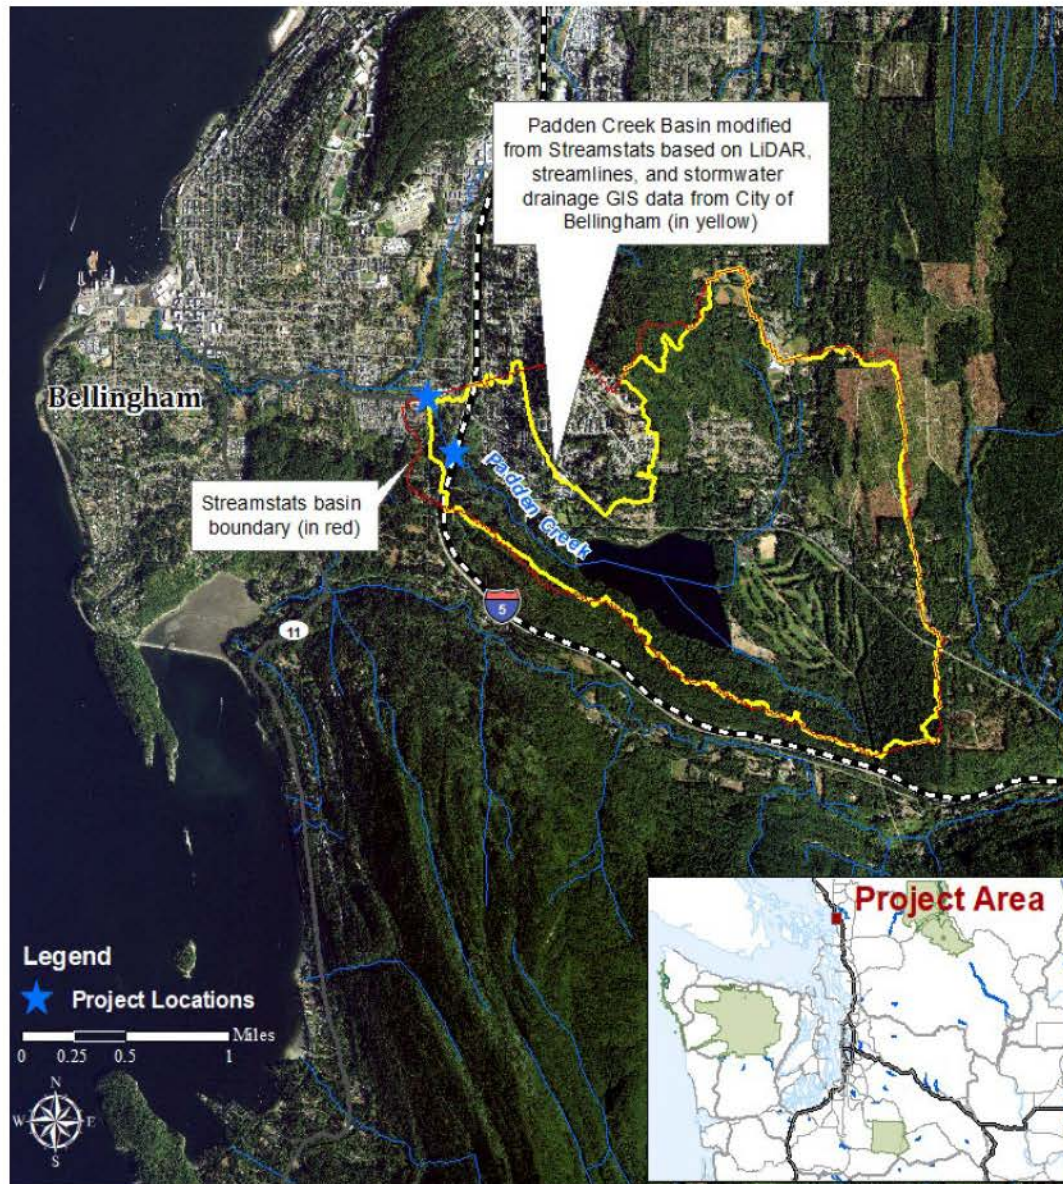 Padden Creek Basin modified
from Streamstats based on LiDAR,
streamlines, and stormwater
drainage GIS data from City of
Bellingham (in yellow)
Bellingham
Padden Creek
Streamstats basin
boundary (in red)
5
11
Project Area
Legend
Project Locations
Miles
0 0.25 0.5 1
N
W E
S